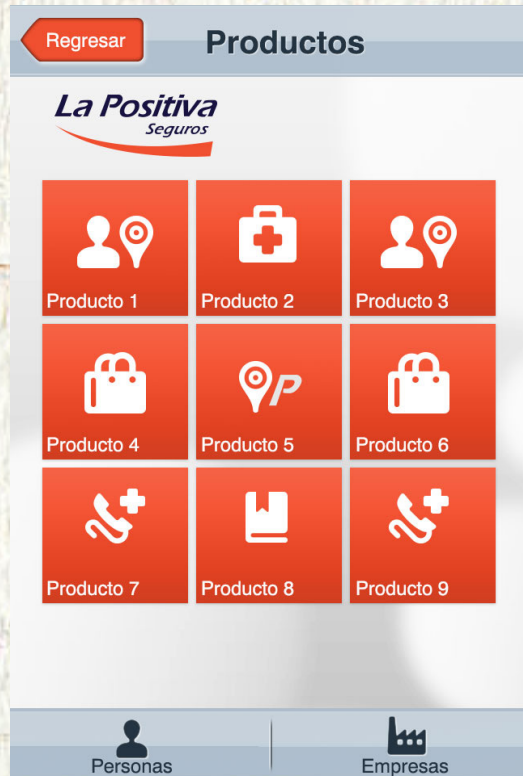 Regresar
Productos
La Positiva
Seguros
Producto 1
Producto 2
Producto 3
Producto 4
P
Producto 5
Producto 6
Producto 7
Producto 8
Producto 9
Personas
Empresas